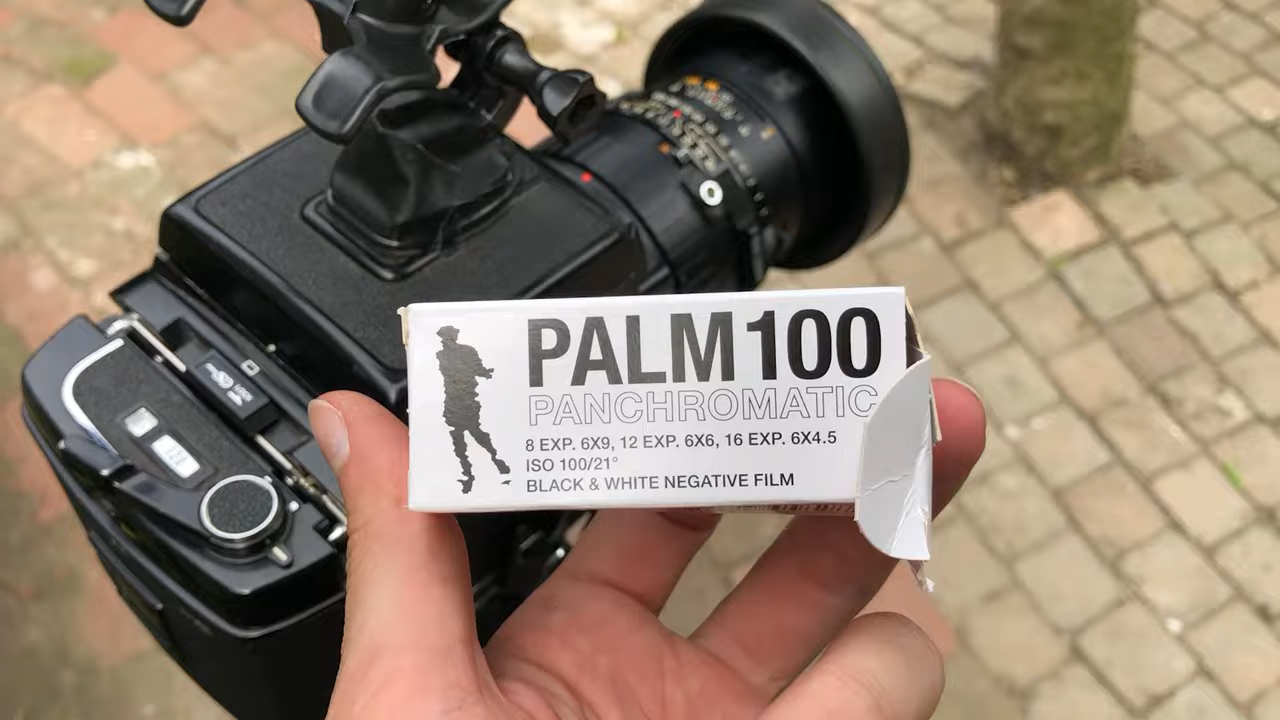 PALM100
PANCHROMATIC
8 EXP. 6X9, 12 EXP. 6X6, 16 EXP. 6X4.5
ISO 100/21°
BLACK & WHITE NEGATIVE FILM